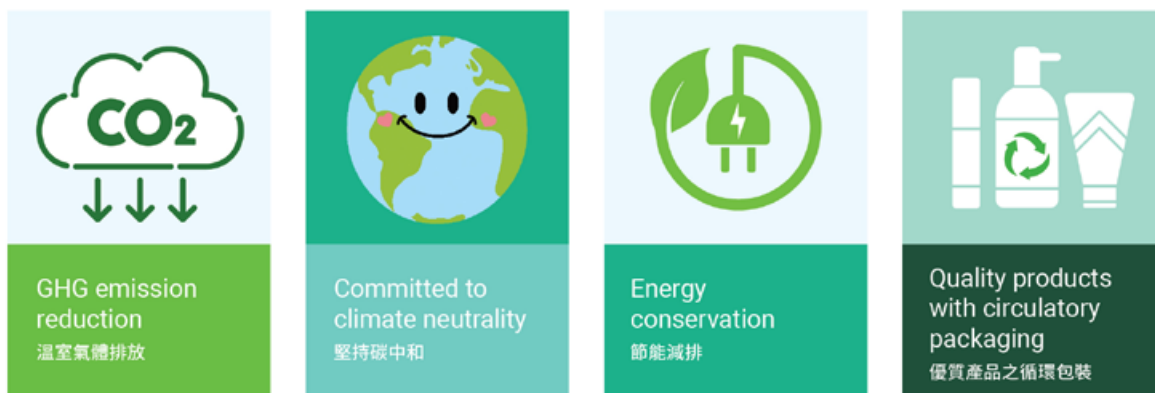 CO2
GHG emission
reduction
溫室氣體排放
Committed to
climate neutrality
堅持碳中和
Energy
conservation
節能減排
Quality products
with circulatory
packaging
優質產品之循環包裝